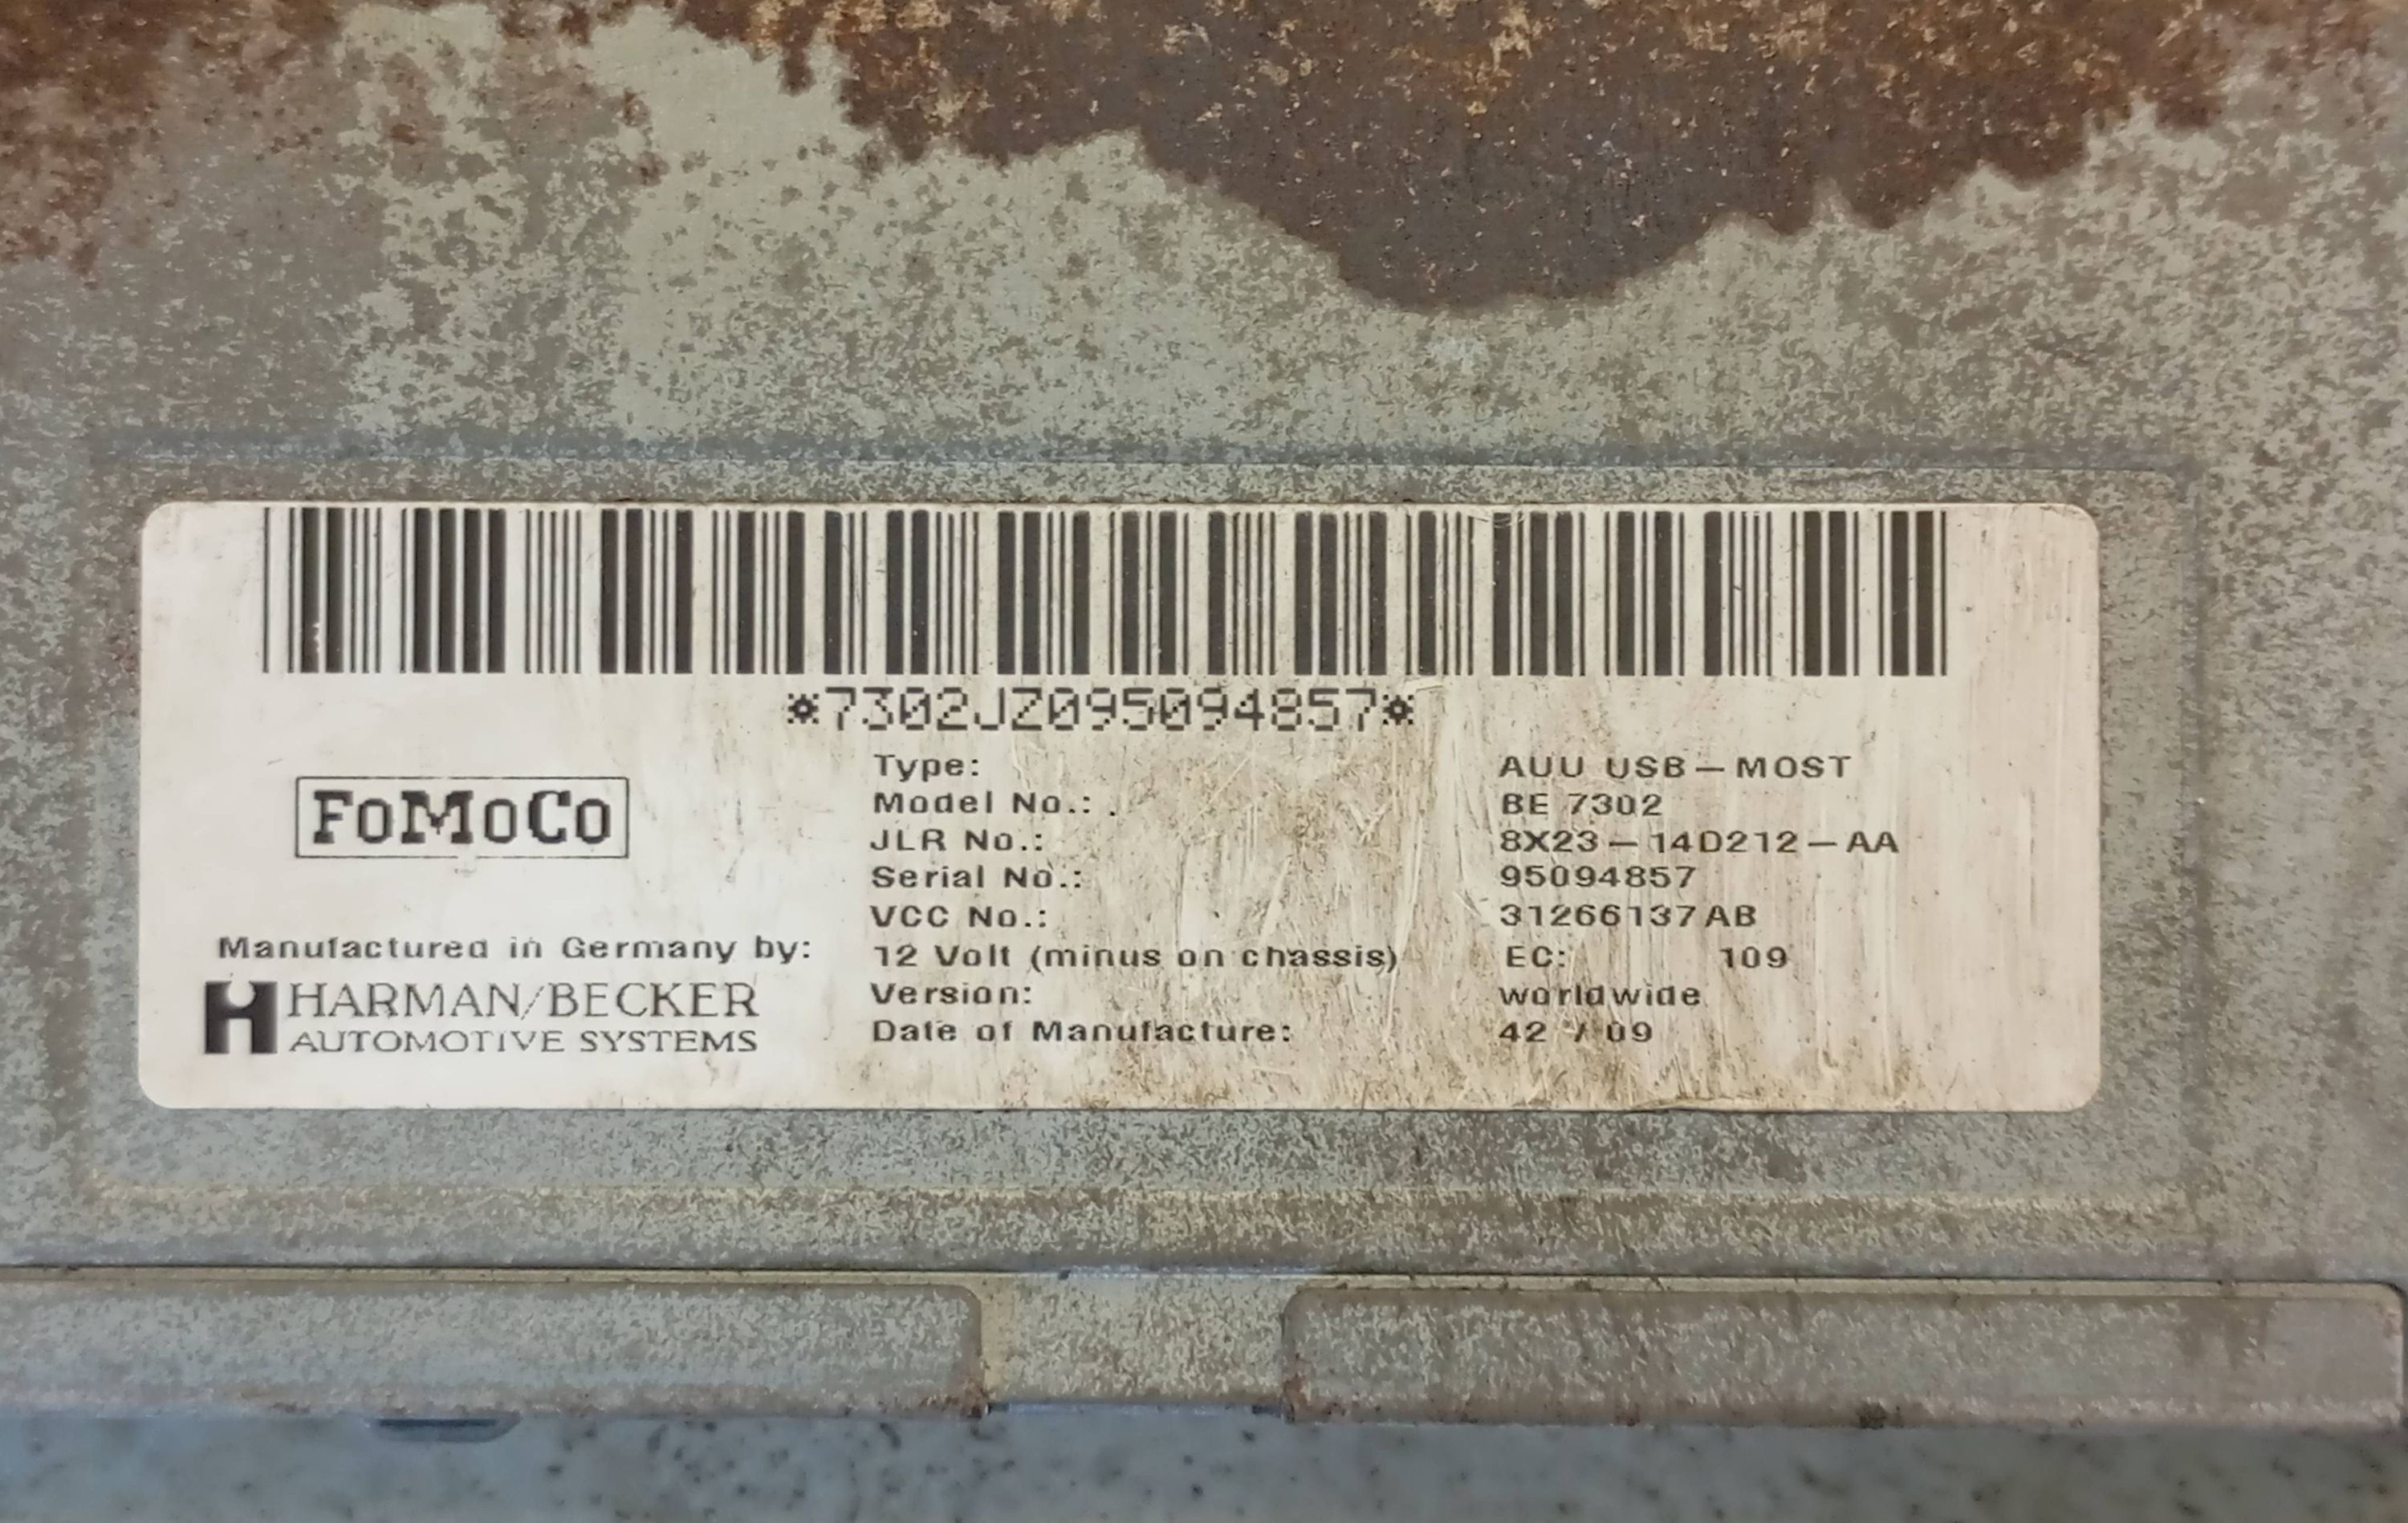 *7302JZ095094857*
FoMoCo
Manufactured in Germany by:
HARMAN/BECKER
AUTOMOTIVE SYSTEMS
Type: AUU USB-MOST
Model No.: BE 7302
JLR No.: 8X23-14D212-AA
Serial No.: 95094857
VCC No.: 31266137AB
12 Volt (minus on chassis) EC: 109
Version: worldwide
Date of Manufacture: 42 / 09